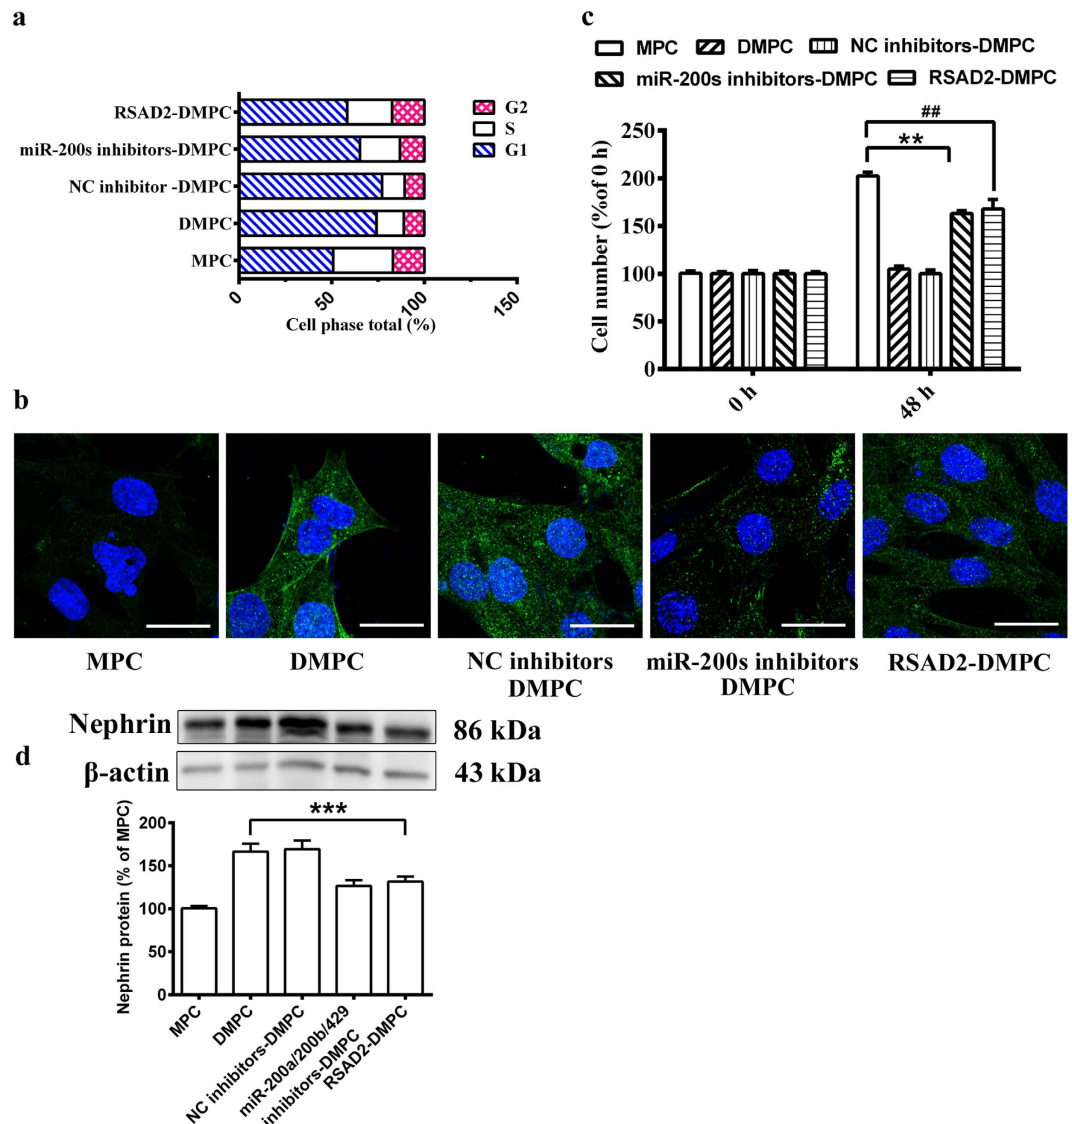 a
RSAD2-DMPC
miR-200s inhibitors-DMPC
NC inhibitor -DMPC
DMPC
MPC
0
50
100
150
Cell phase total (%)
G2
S
G1
c
MPC
DMPC
NC inhibitors-DMPC
miR-200s inhibitors-DMPC
RSAD2-DMPC
##
**
250
200
150
100
50
0
Cell number (%of 0 h)
0 h
48 h
b
MPC
DMPC
NC inhibitors
DMPC
miR-200s inhibitors
DMPC
RSAD2-DMPC
d
Nephrin
86 kDa
β-actin
43 kDa
***
200
150
100
50
0
Nephrin protein (% of MPC)
MPC
DMPC
NC inhibitors-DMPC
miR-200a/200b/429
inhibitors-DMPC
RSAD2-DMPC